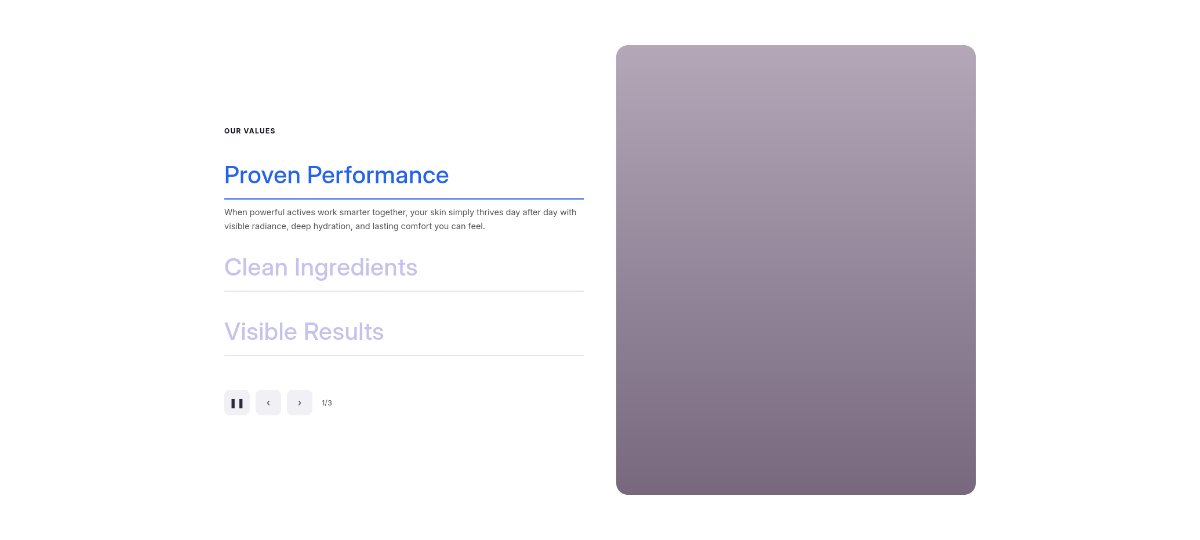 OUR VALUES
Proven Performance
When powerful actives work smarter together, your skin simply thrives day after day with
visible radiance, deep hydration, and lasting comfort you can feel.
Clean Ingredients
Visible Results
1/3